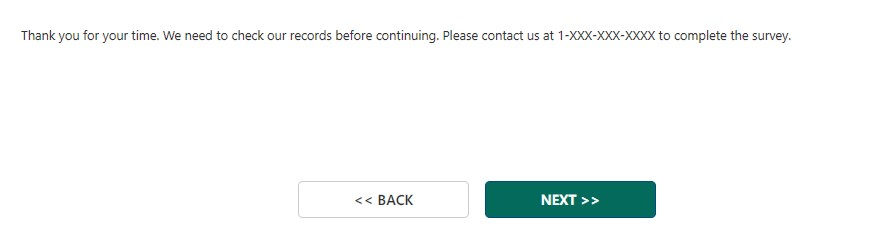 Thank you for your time. We need to check our records before continuing. Please contact us at 1-XXX-XXX-XXXX to complete the survey.
<< BACK
NEXT >>